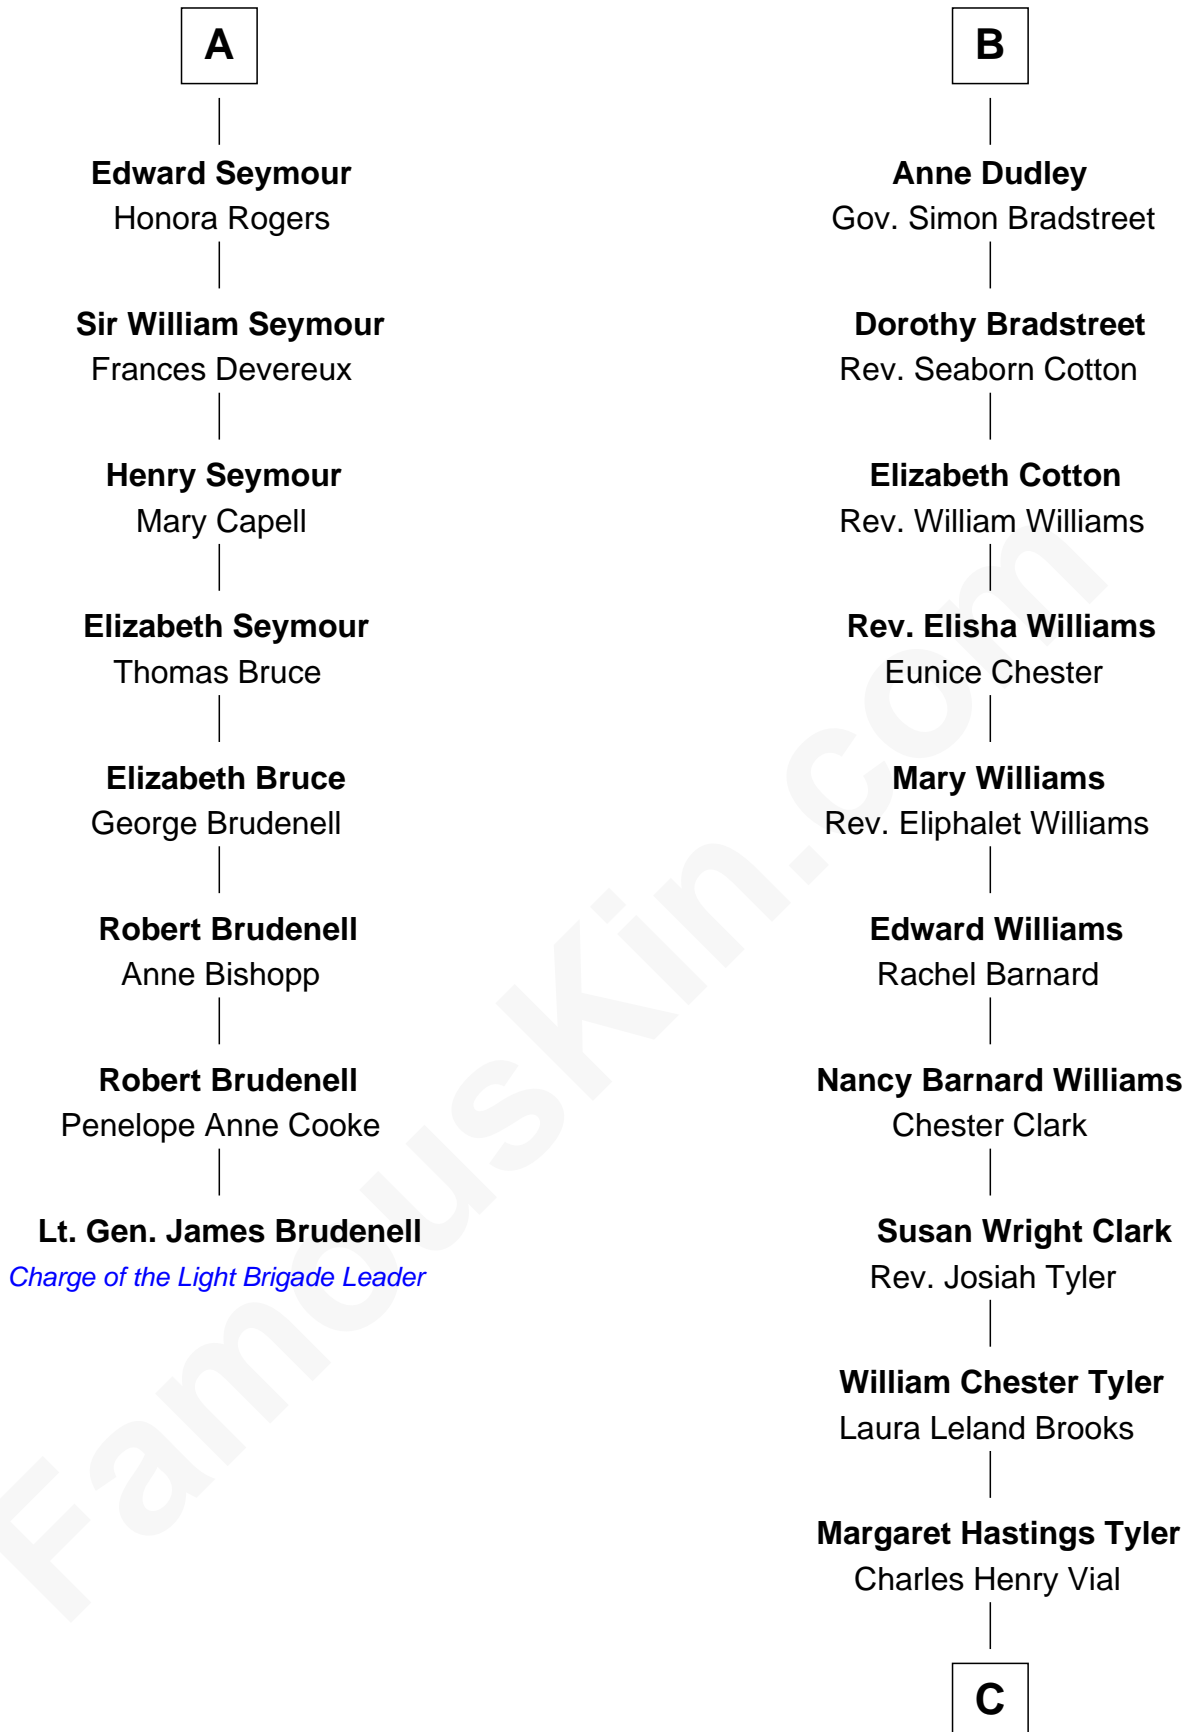 A
Edward Seymour
Honora Rogers
Sir William Seymour
Frances Devereux
Henry Seymour
Mary Capell
Elizabeth Seymour
Thomas Bruce
Elizabeth Bruce
George Brudenell
Robert Brudenell
Anne Bishopp
Robert Brudenell
Penelope Anne Cooke
Lt. Gen. James Brudenell
Charge of the Light Brigade Leader
B
Anne Dudley
Gov. Simon Bradstreet
Dorothy Bradstreet
Rev. Seaborn Cotton
Elizabeth Cotton
Rev. William Williams
Rev. Elisha Williams
Eunice Chester
Mary Williams
Rev. Eliphalet Williams
Edward Williams
Rachel Barnard
Nancy Barnard Williams
Chester Clark
Susan Wright Clark
Rev. Josiah Tyler
William Chester Tyler
Laura Leland Brooks
Margaret Hastings Tyler
Charles Henry Vial
C
FamousKin.com